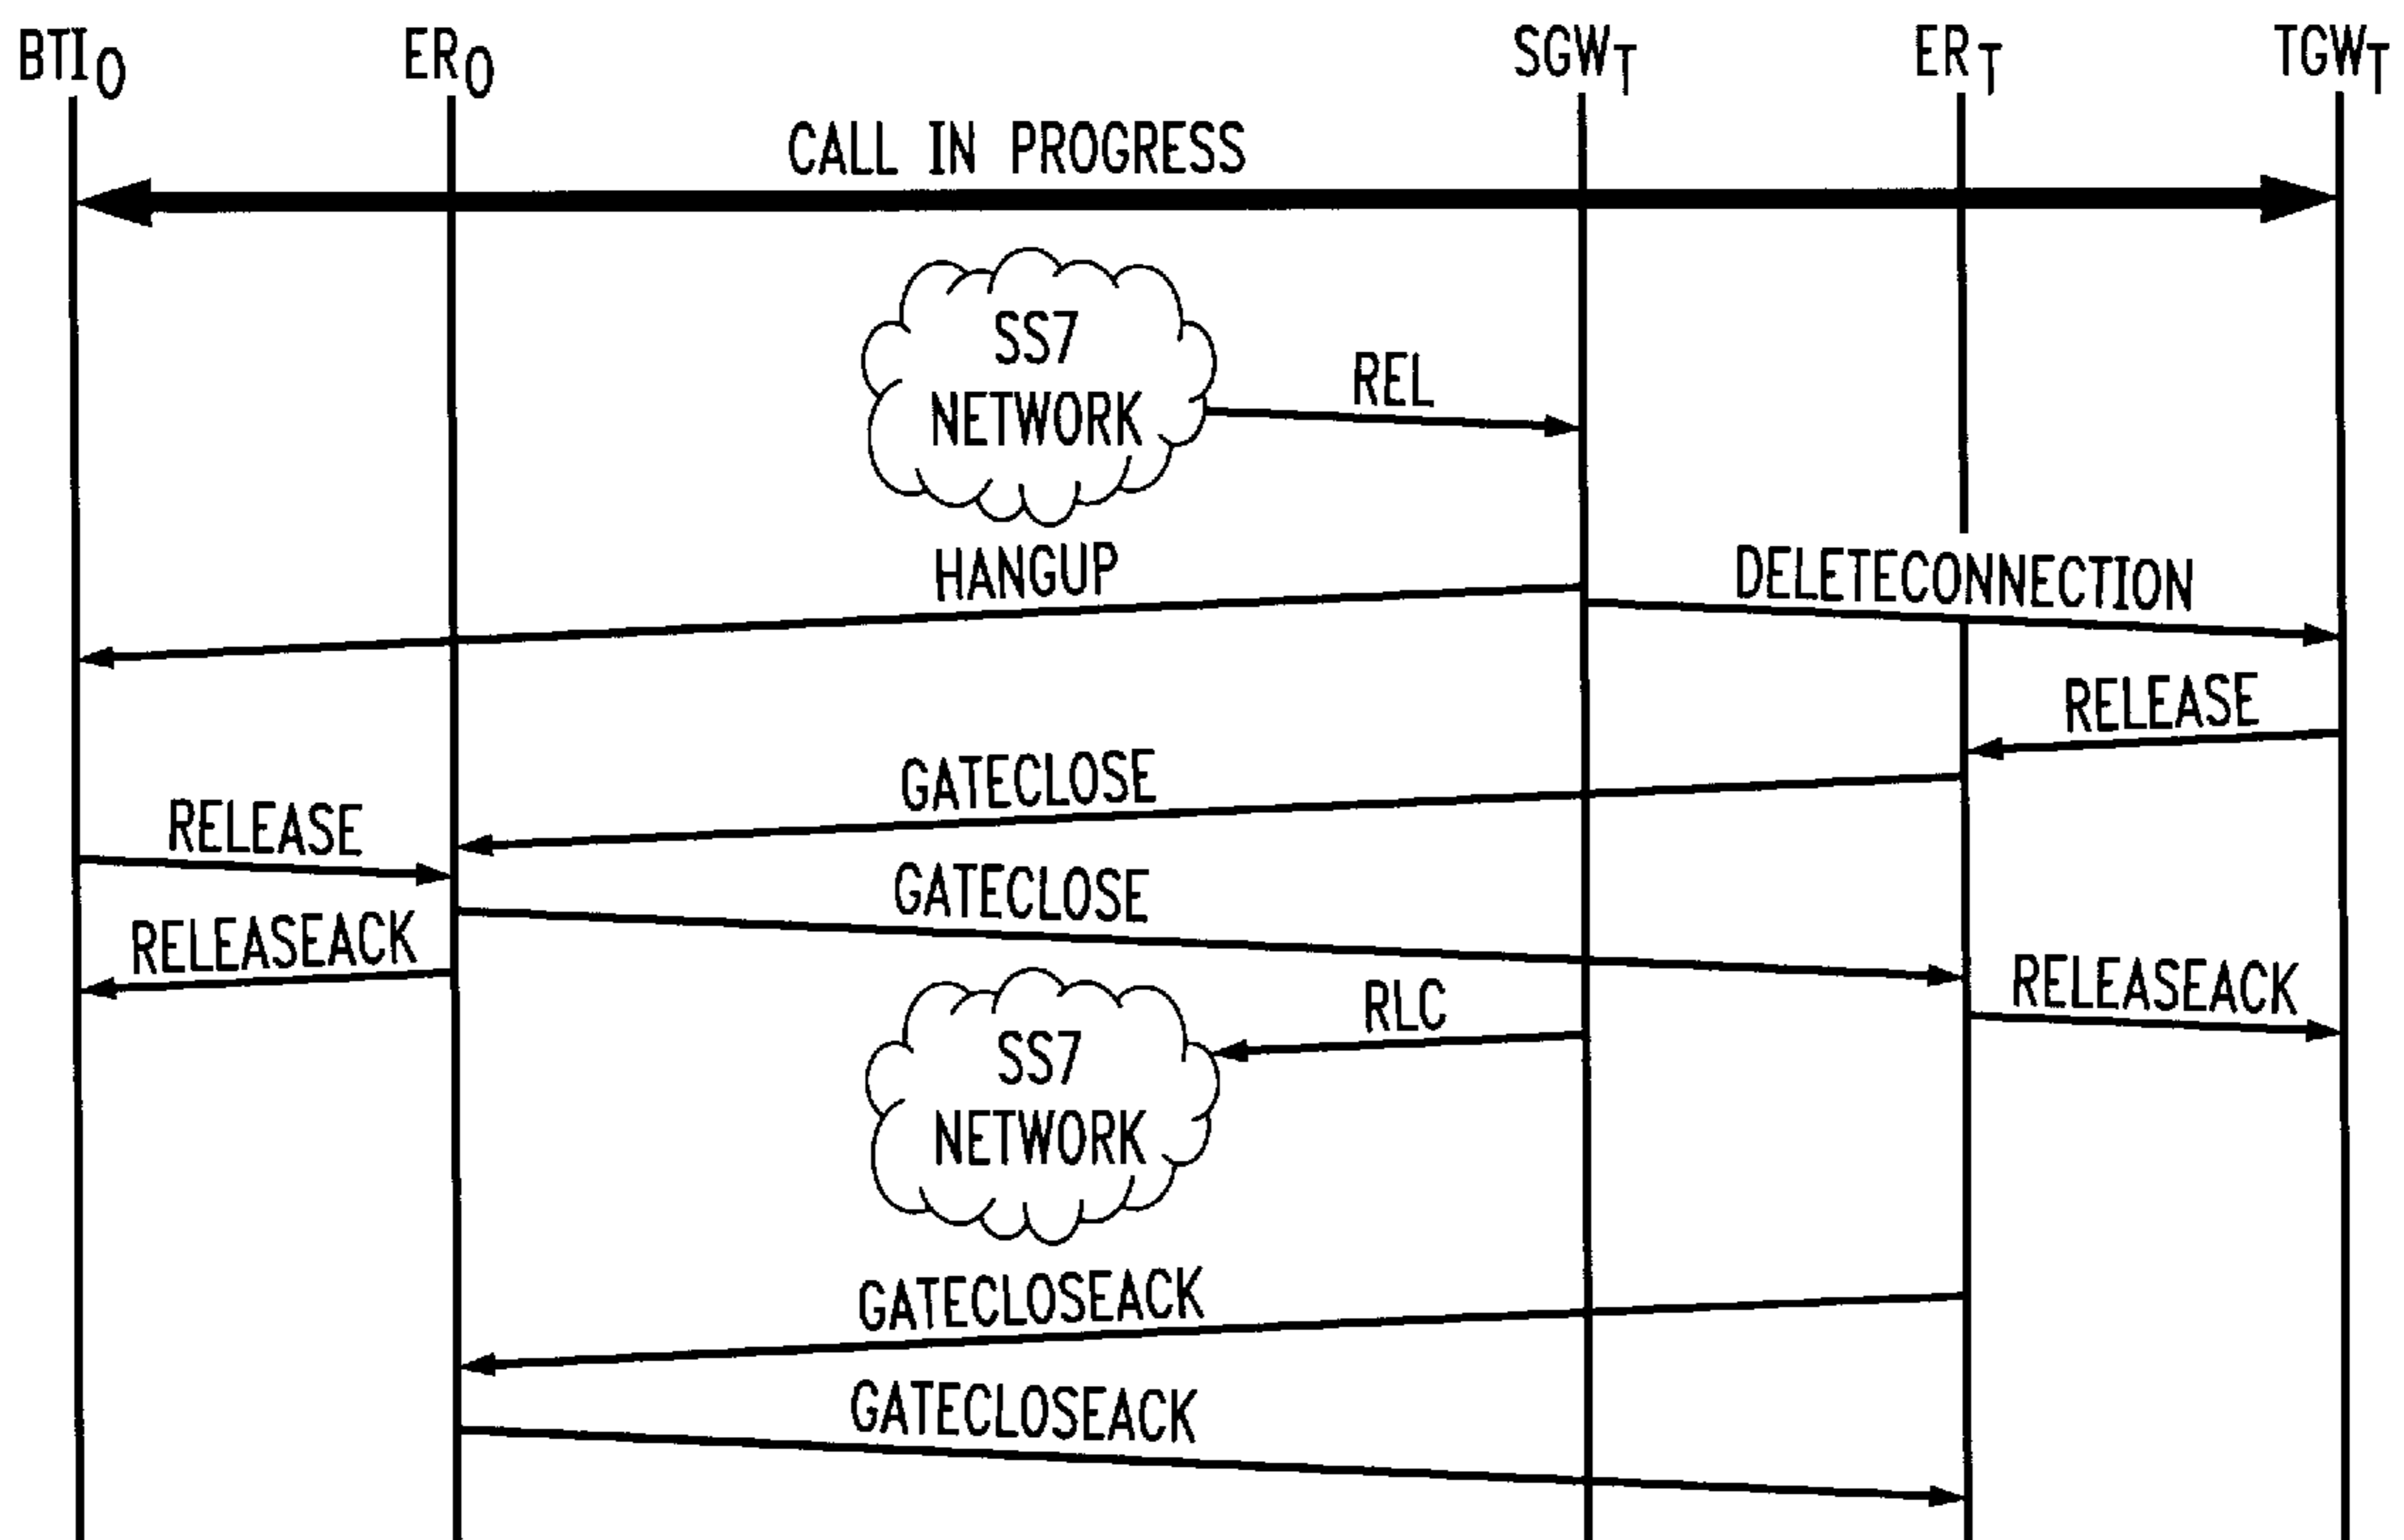 BTIO
ERO
SGWT
ERT
TGWT
CALL IN PROGRESS
SS7
NETWORK
REL
HANGUP
DELETECONNECTION
RELEASE
GATECLOSE
RELEASE
GATECLOSE
RELEASEACK
RELEASEACK
RLC
SS7
NETWORK
GATECLOSEACK
GATECLOSEACK